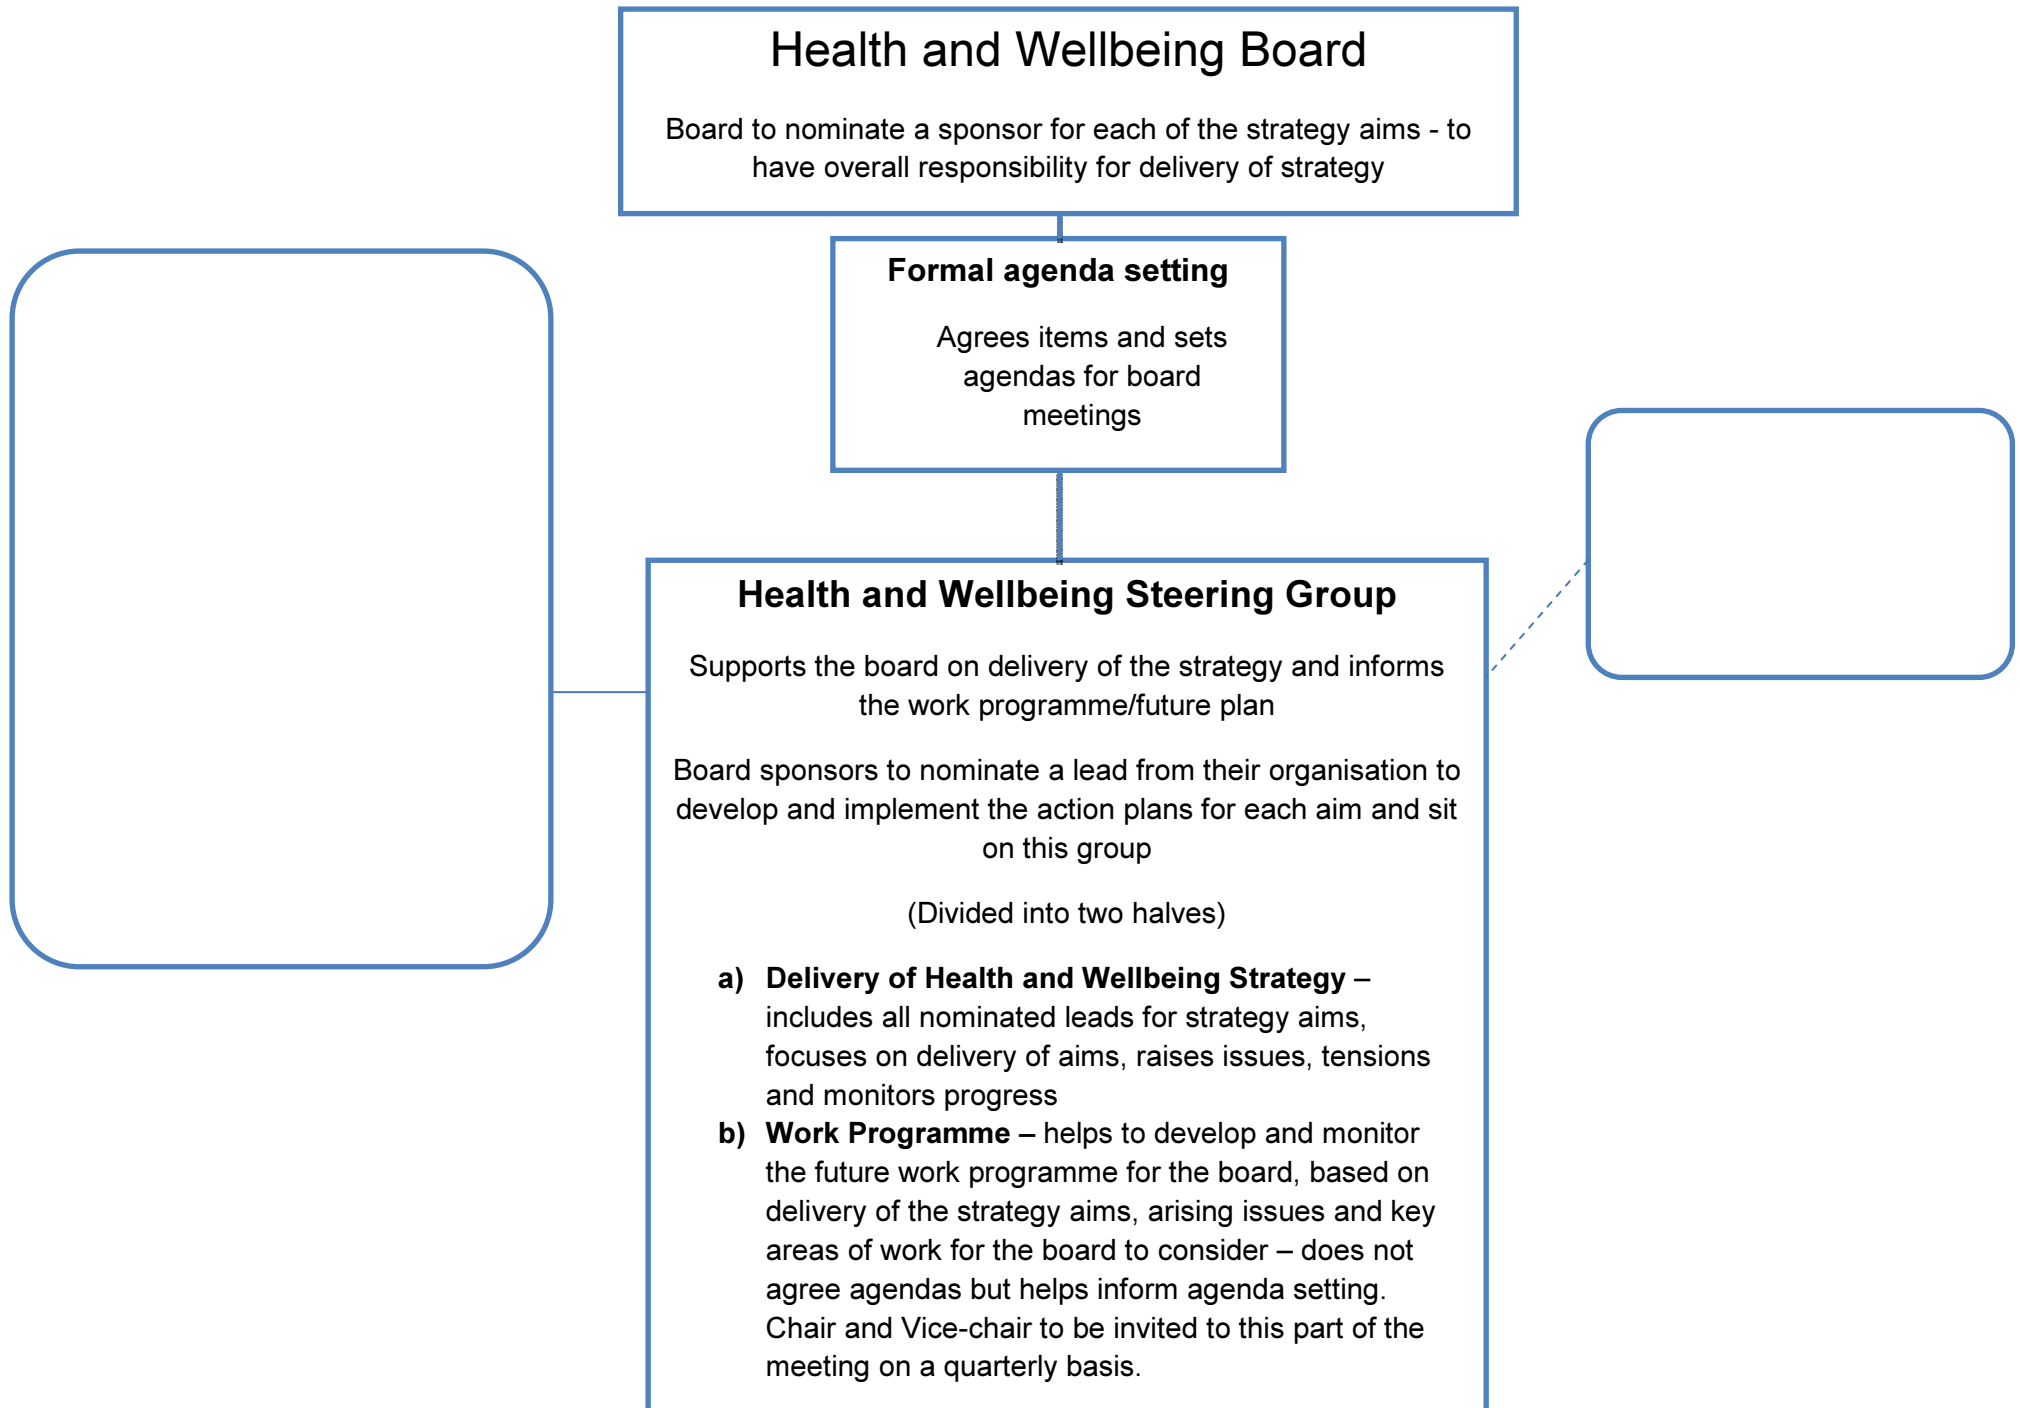 Health and Wellbeing Board
Board to nominate a sponsor for each of the strategy aims - to
have overall responsibility for delivery of strategy
Formal agenda setting
Agrees items and sets
agendas for board
meetings
Health and Wellbeing Steering Group
Supports the board on delivery of the strategy and informs
the work programme/future plan
Board sponsors to nominate a lead from their organisation to
develop and implement the action plans for each aim and sit
on this group
(Divided into two halves)
a) Delivery of Health and Wellbeing Strategy –
includes all nominated leads for strategy aims,
focuses on delivery of aims, raises issues, tensions
and monitors progress
b) Work Programme – helps to develop and monitor
the future work programme for the board, based on
delivery of the strategy aims, arising issues and key
areas of work for the board to consider – does not
agree agendas but helps inform agenda setting.
Chair and Vice-chair to be invited to this part of the
meeting on a quarterly basis.